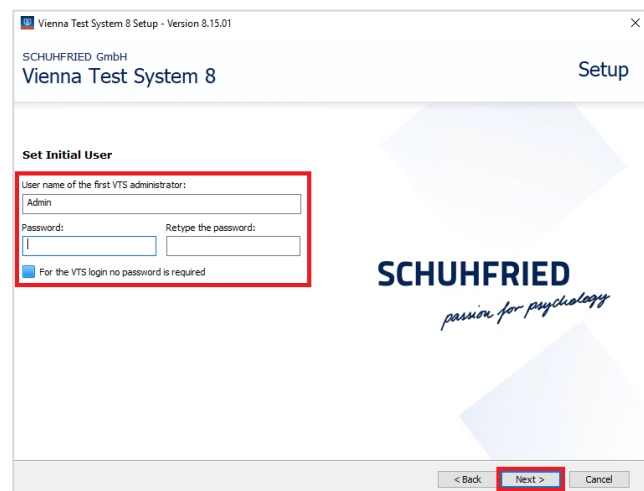 Vienna Test System 8 Setup - Version 8.15.01
SCHUHFRIED GmbH
Vienna Test System 8
Setup
Set Initial User
User name of the first VTS administrator:
Admin
Password:
Retype the password:
For the VTS login no password is required
SCHUHFRIED
passion for psychology
< Back
Next >
Cancel